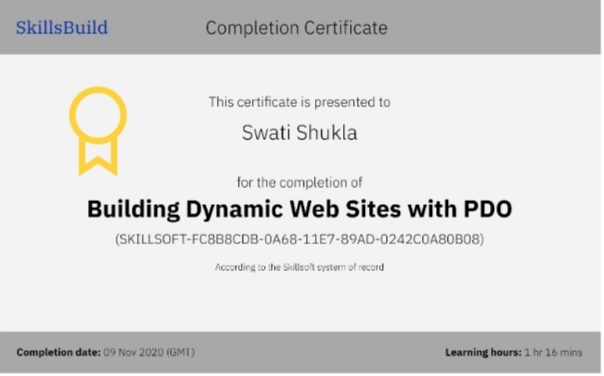 SkillsBuild
Completion Certificate
This certificate is presented to
Swati Shukla
for the completion of
Building Dynamic Web Sites with PDO
(SKILLSOFT-FC8B8CDB-0A68-11E7-89AD-0242C0A80B08)
According to the Skillsoft system of record
Completion date: 09 Nov 2020 (GMT)
Learning hours: 1 hr 16 mins